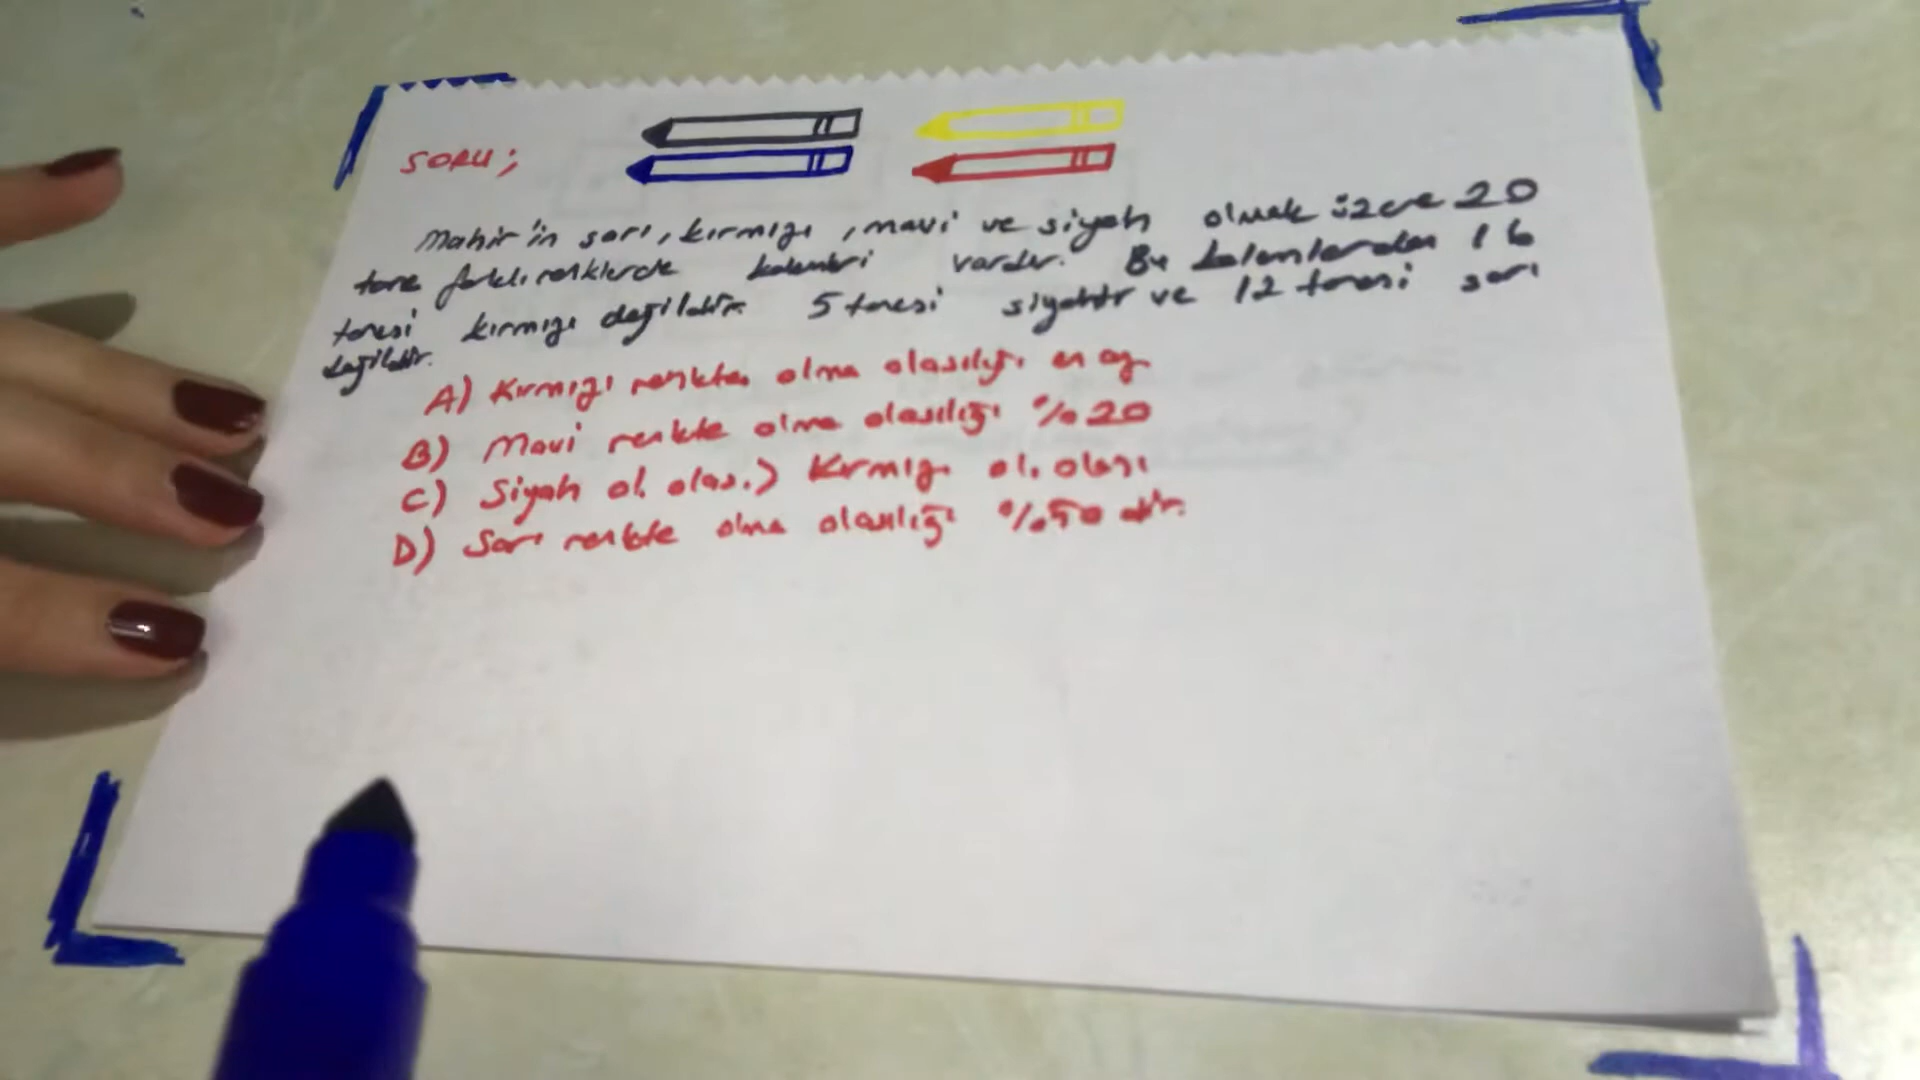 SORU;
Mahir'in sarı, kırmızı, mavi ve siyah olmak üzere 20
tane farklı renklerde kalemleri vardır. Bu kalemlerden 16
tanesi kırmızı değildir. 5 tanesi siyahtır ve 12 tanesi sarı
değildir.
A) Kırmızı renkte olma olasılığı en az
B) Mavi renkte olma olasılığı %20
C) Siyah ol. olas.> Kırmızı ol. olası
D) Sarı renkte olma olasılığı %50 dir.